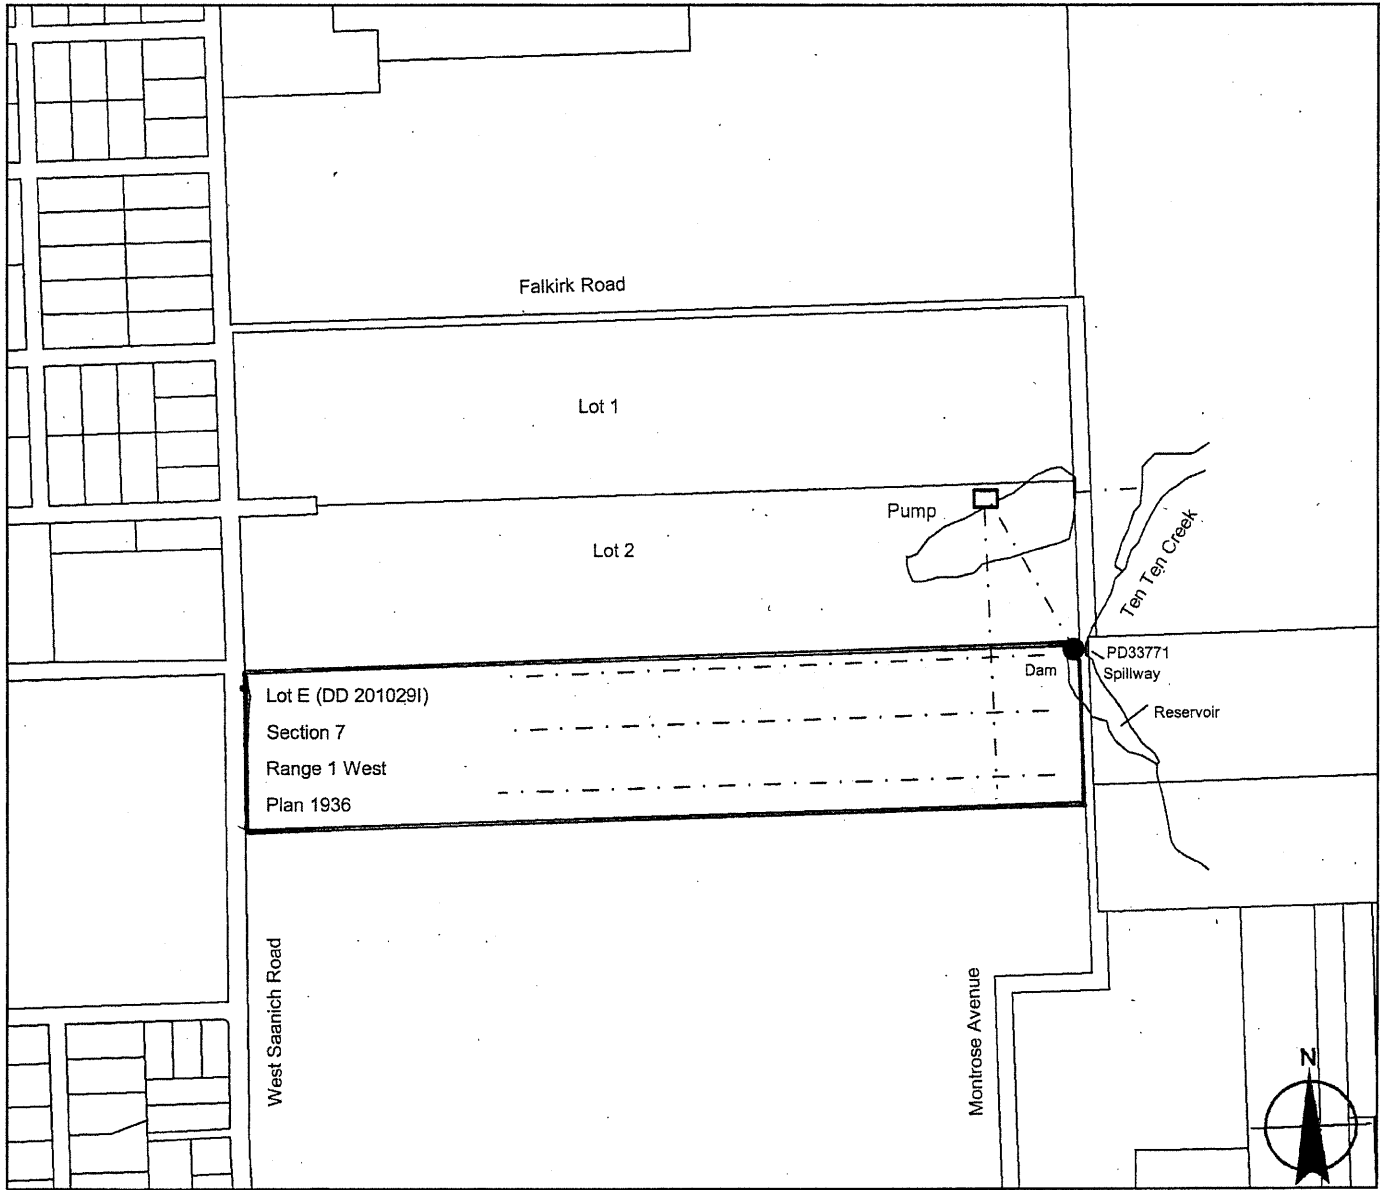 Falkirk Road
Lot 1
Pump
Lot 2
Ten Ten Creek
PD33771
Dam
Spillway
Reservoir
Lot E (DD 201029I)
Section 7
Range 1 West
Plan 1936
West Saanich Road
Montrose Avenue
N